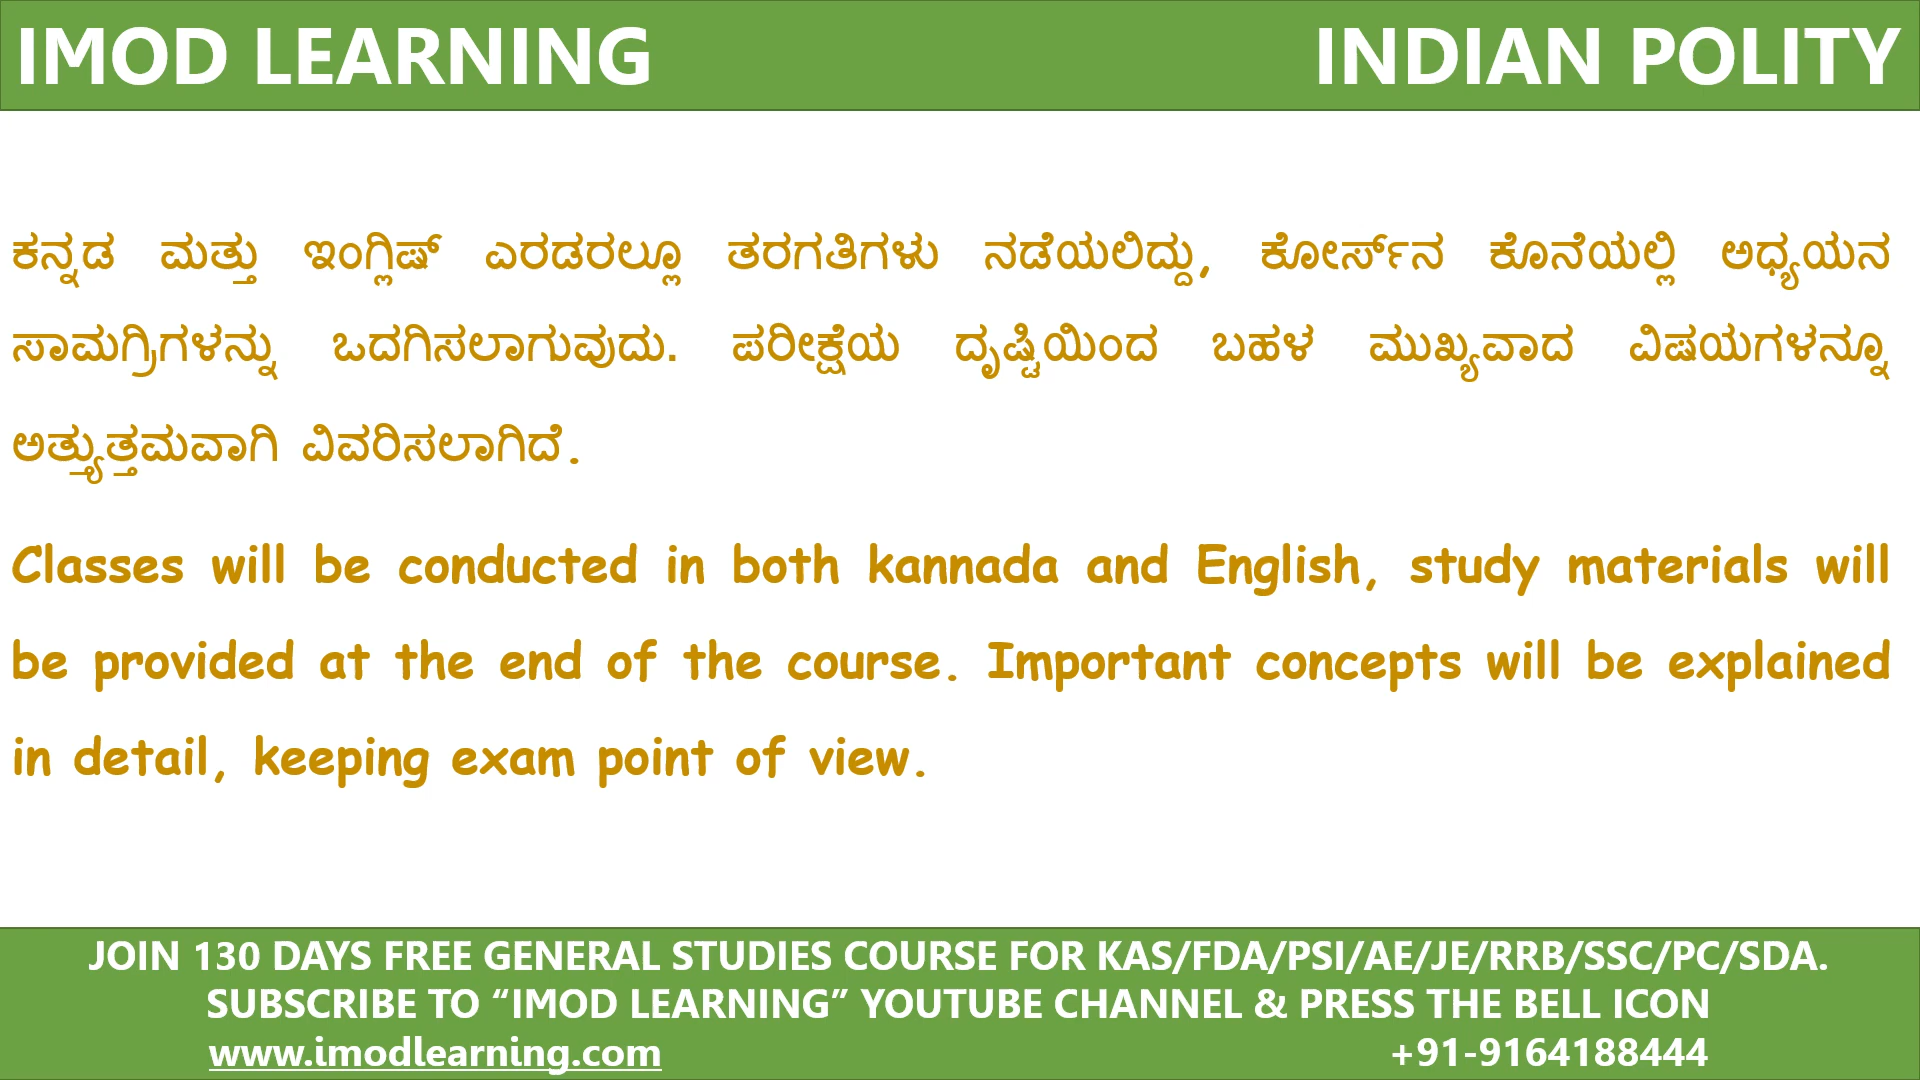 IMOD LEARNING INDIAN POLITY
ಕನ್ನಡ ಮತ್ತು ಇಂಗ್ಲಿಷ್ ಎರಡರಲ್ಲೂ ತರಗತಿಗಳು ನಡೆಯಲಿದ್ದು, ಕೋರ್ಸ್‌ನ ಕೊನೆಯಲ್ಲಿ ಅಧ್ಯಯನ
ಸಾಮಗ್ರಿಗಳನ್ನು ಒದಗಿಸಲಾಗುವುದು. ಪರೀಕ್ಷೆಯ ದೃಷ್ಟಿಯಿಂದ ಬಹಳ ಮುಖ್ಯವಾದ ವಿಷಯಗಳನ್ನೂ
ಅತ್ಯುತ್ತಮವಾಗಿ ವಿವರಿಸಲಾಗಿದೆ.
Classes will be conducted in both kannada and English, study materials will
be provided at the end of the course. Important concepts will be explained
in detail, keeping exam point of view.
JOIN 130 DAYS FREE GENERAL STUDIES COURSE FOR KAS/FDA/PSI/AE/JE/RRB/SSC/PC/SDA.
SUBSCRIBE TO “IMOD LEARNING” YOUTUBE CHANNEL & PRESS THE BELL ICON
www.imodlearning.com +91-9164188444